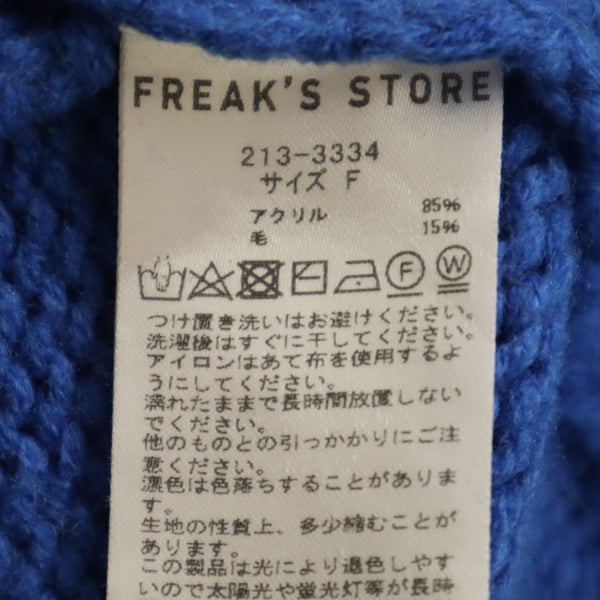 FREAK'S STORE
213-3334
サイズ F
アクリル 85%
毛 15%
F W
つけ置き洗いはお避けください。
洗濯後はすぐに干してください。
アイロンはあて布を使用するよ
うにしてください。
濡れたままで長時間放置しない
でください。
他のものとの引っかかりにご注
意ください。
濃色は色落ちすることがありま
す。
生地の性質上、多少縮むことが
あります。
この製品は光により退色しやす
いので太陽光や蛍光灯等が長時